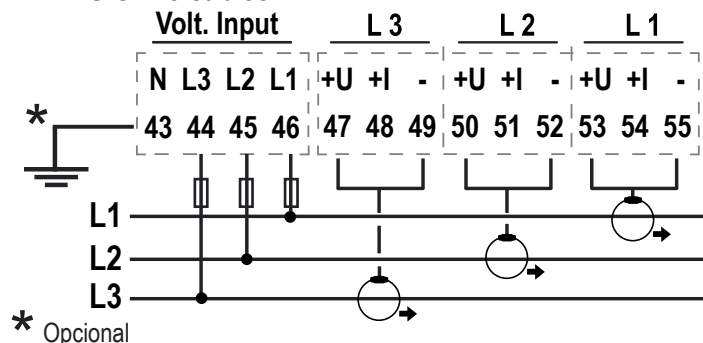 Volt. Input L 3 L 2 L 1
N L3 L2 L1 +U +I - +U +I - +U +I -
* 43 44 45 46 47 48 49 50 51 52 53 54 55
L1
L2
L3
* Opcional